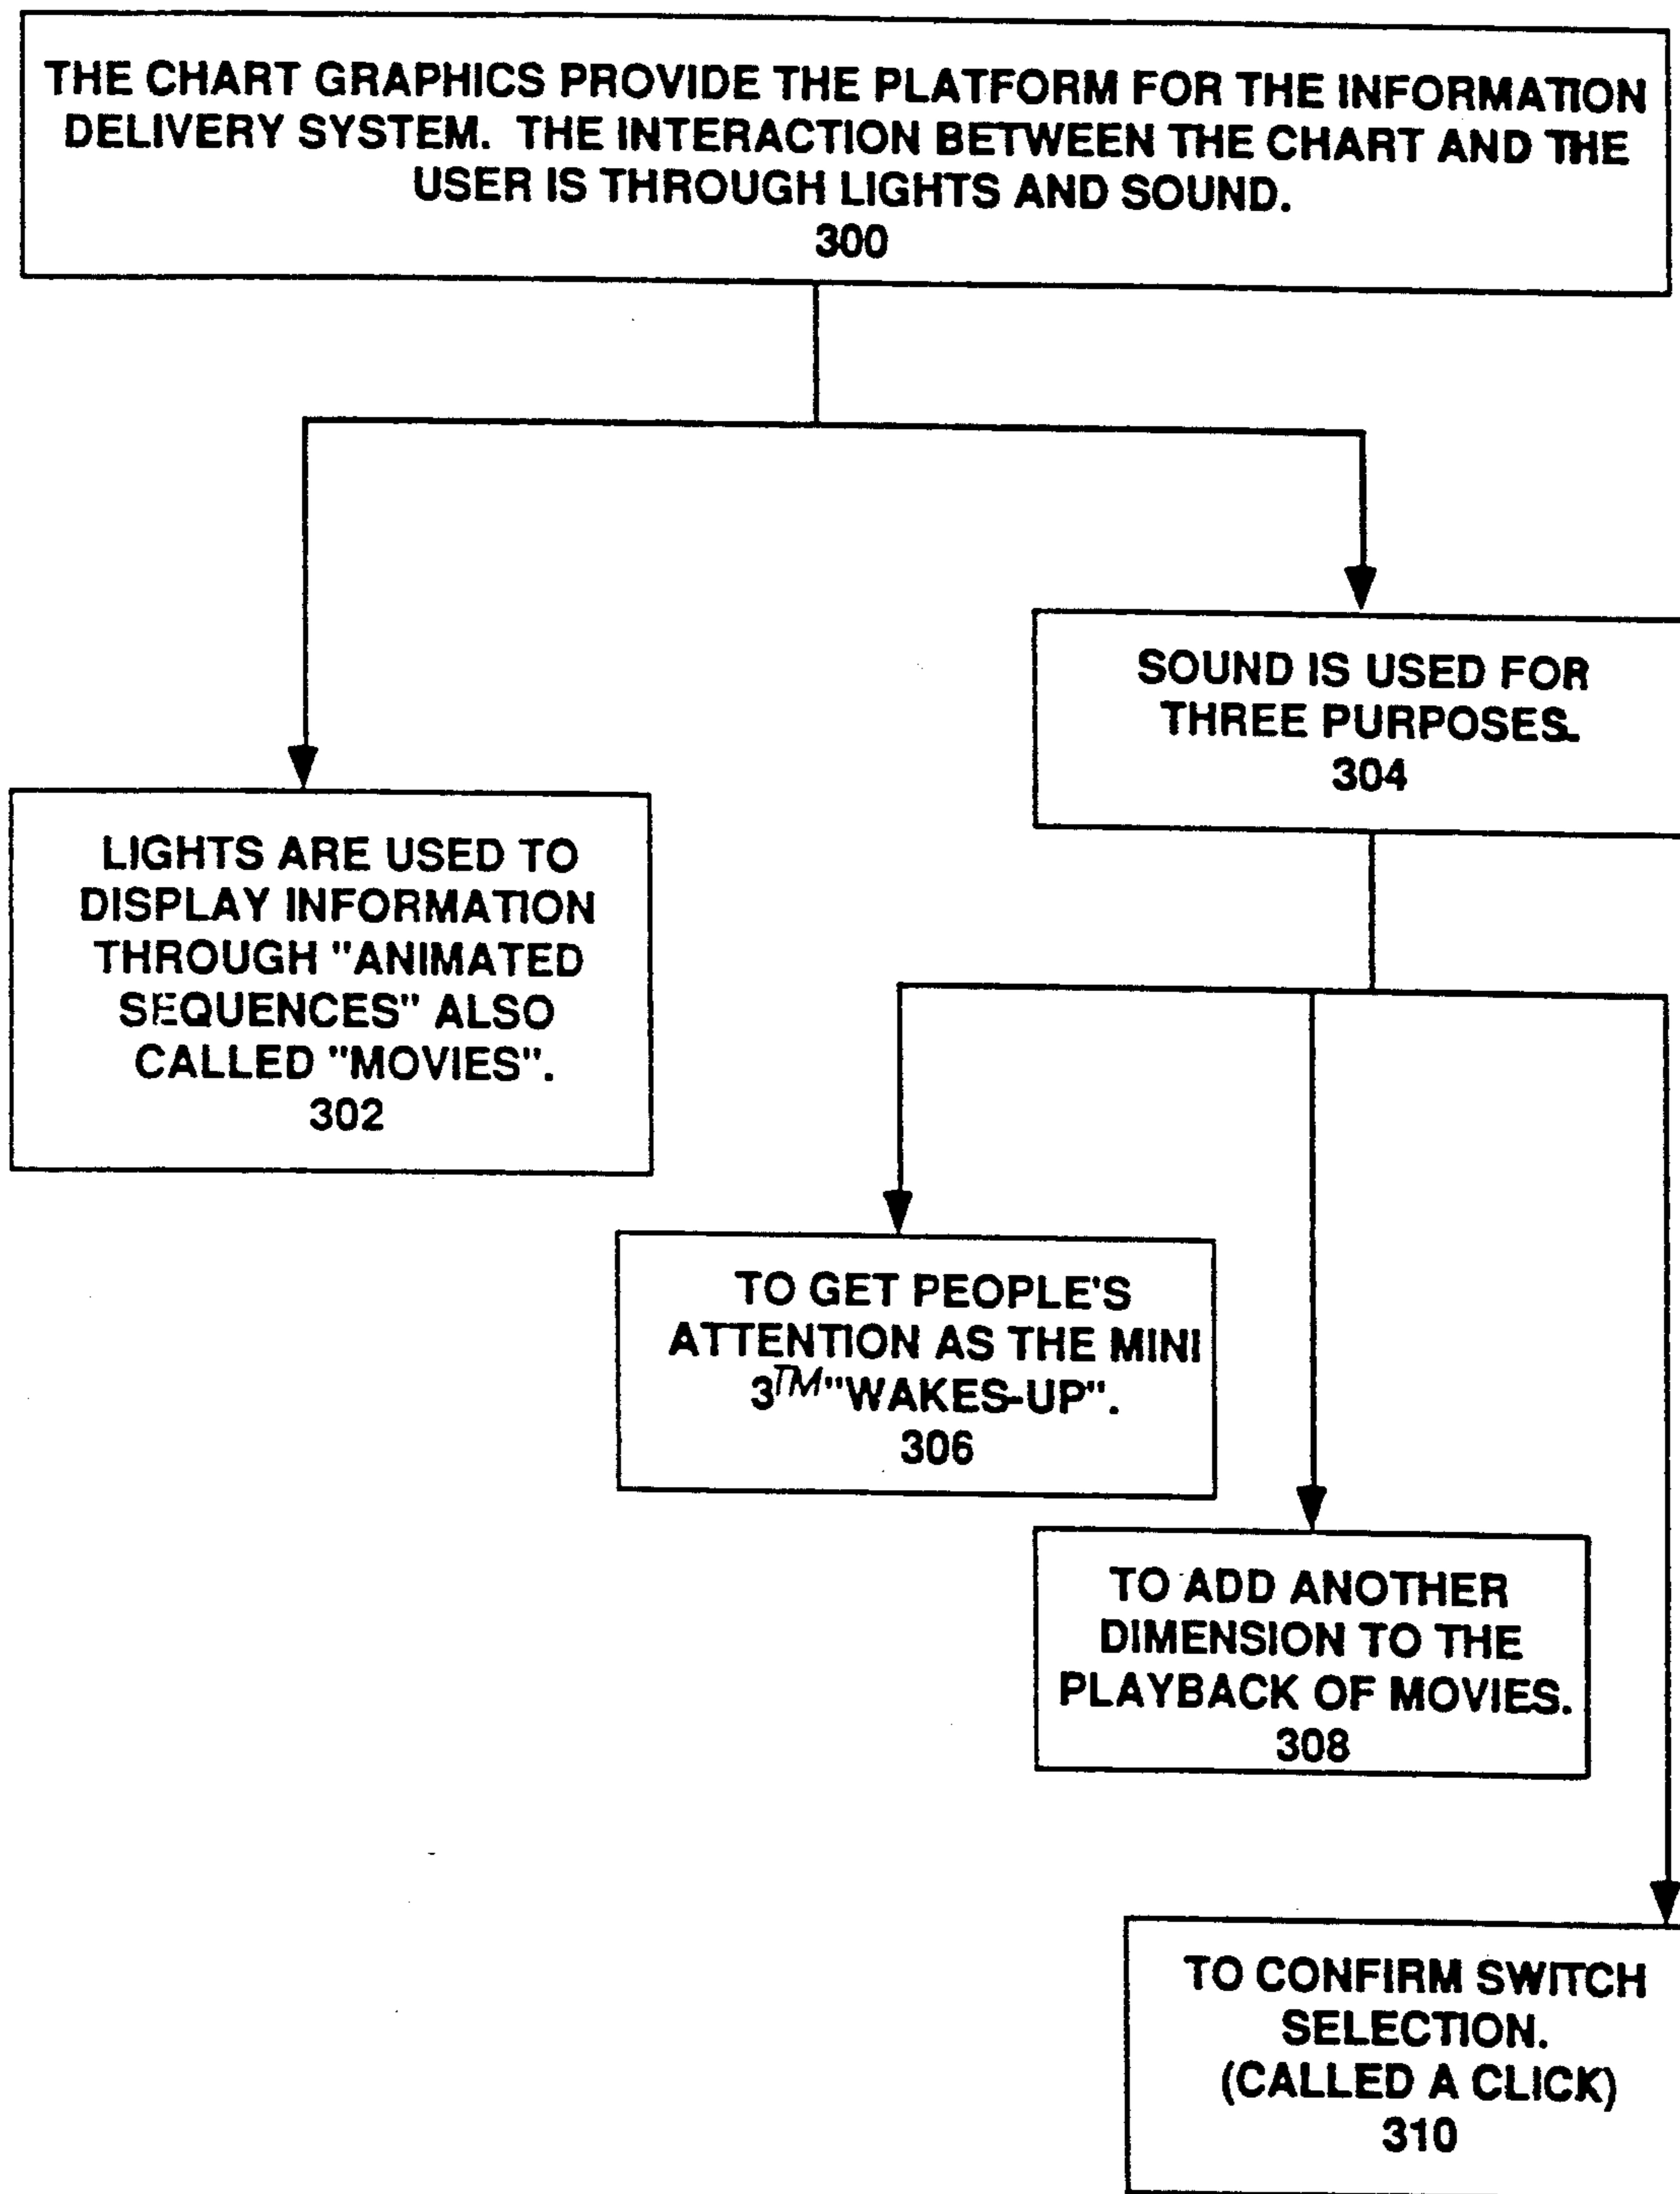 THE CHART GRAPHICS PROVIDE THE PLATFORM FOR THE INFORMATION
DELIVERY SYSTEM. THE INTERACTION BETWEEN THE CHART AND THE
USER IS THROUGH LIGHTS AND SOUND.
300
SOUND IS USED FOR
THREE PURPOSES.
304
LIGHTS ARE USED TO
DISPLAY INFORMATION
THROUGH "ANIMATED
SEQUENCES" ALSO
CALLED "MOVIES".
302
TO GET PEOPLE'S
ATTENTION AS THE MINI
3™"WAKES-UP".
306
TO ADD ANOTHER
DIMENSION TO THE
PLAYBACK OF MOVIES.
308
TO CONFIRM SWITCH
SELECTION.
(CALLED A CLICK)
310